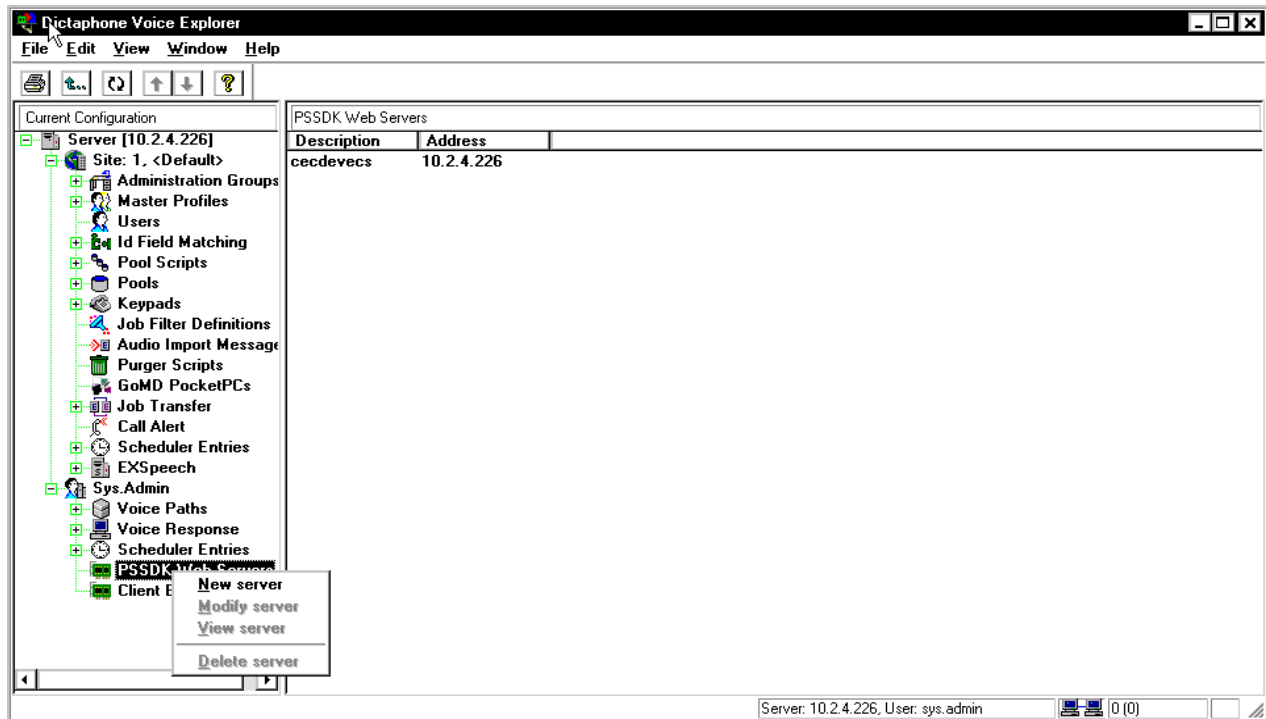 Dictaphone Voice Explorer
File Edit View Window Help
Current Configuration
Server [10.2.4.226]
Site: 1, <Default>
Administration Groups
Master Profiles
Users
Id Field Matching
Pool Scripts
Pools
Keypads
Job Filter Definitions
Audio Import Message
Purger Scripts
GoMD PocketPCs
Job Transfer
Call Alert
Scheduler Entries
EXSpeech
Sys.Admin
Voice Paths
Voice Response
Scheduler Entries
PSSDK Web Servers
Client E
New server
Modify server
View server
Delete server
PSSDK Web Servers
Description Address
cecdevecs 10.2.4.226
Server: 10.2.4.226, User: sys.admin 0 (0)